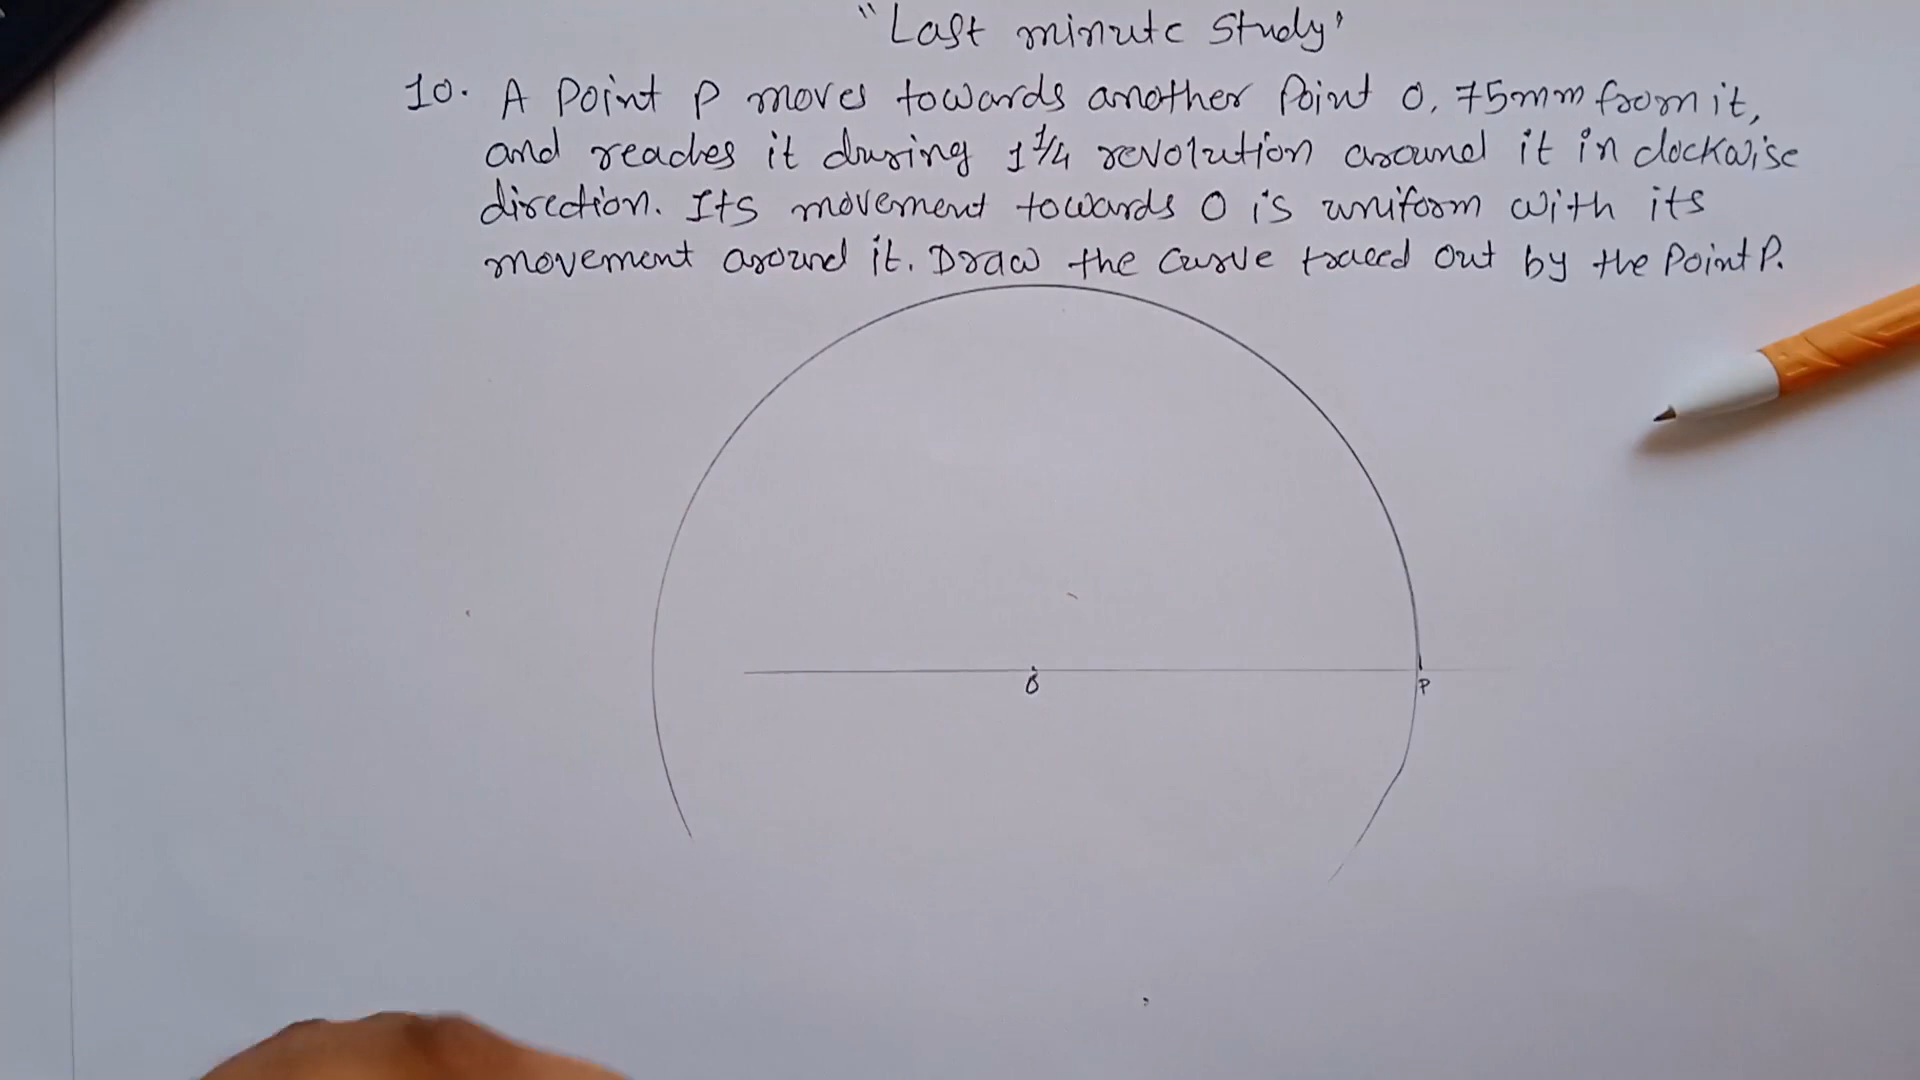 "Last minute Study"
10. A Point P moves towards another Point O, 75mm from it,
and reaches it during 1 1/4 revolution around it in clockwise
direction. Its movement towards O is uniform with its
movement around it. Draw the curve traced out by the Point P.
O
P